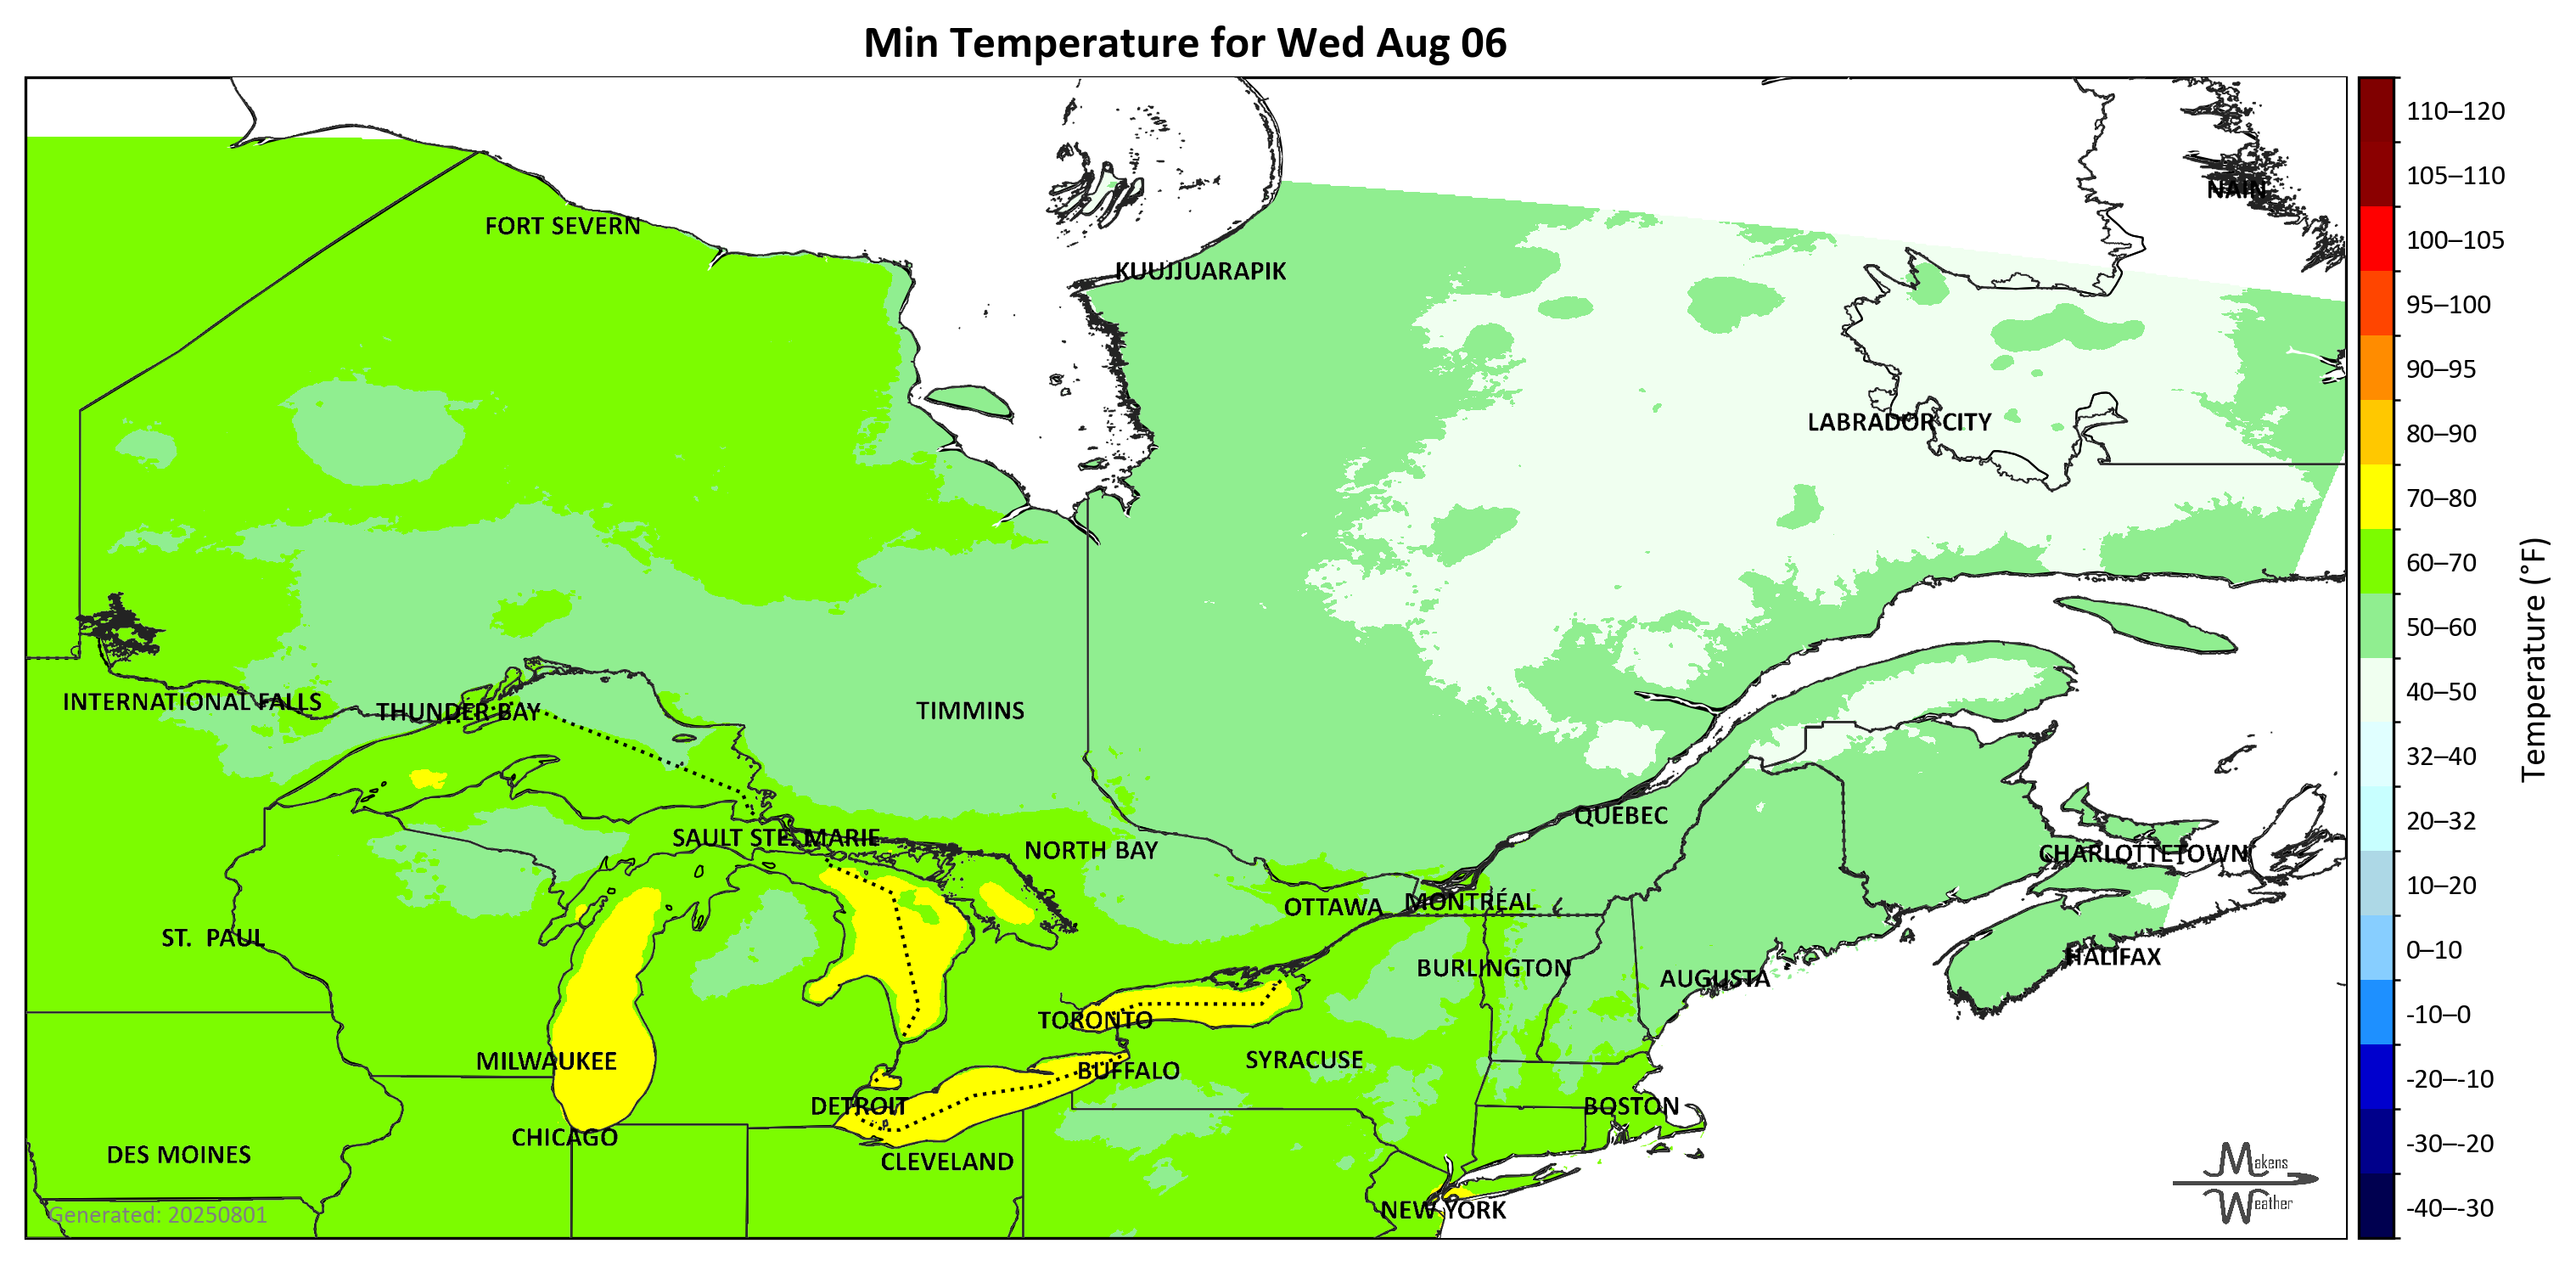 Min Temperature for Wed Aug 06
NAIN
FORT SEVERN
KUUJJUARAPIK
LABRADOR CITY
INTERNATIONAL FALLS
THUNDER BAY
TIMMINS
QUÉBEC
SAULT STE. MARIE
NORTH BAY
CHARLOTTETOWN
OTTAWA
MONTRÉAL
ST. PAUL
HALIFAX
BURLINGTON
AUGUSTA
TORONTO
MILWAUKEE
SYRACUSE
BUFFALO
DETROIT
BOSTON
CHICAGO
DES MOINES
CLEVELAND
NEW YORK
Generated: 20250801
Makens
Weather
110–120
105–110
100–105
95–100
90–95
80–90
70–80
60–70
50–60
40–50
32–40
20–32
10–20
0–10
-10–0
-20–-10
-30–-20
-40–-30
Temperature (°F)